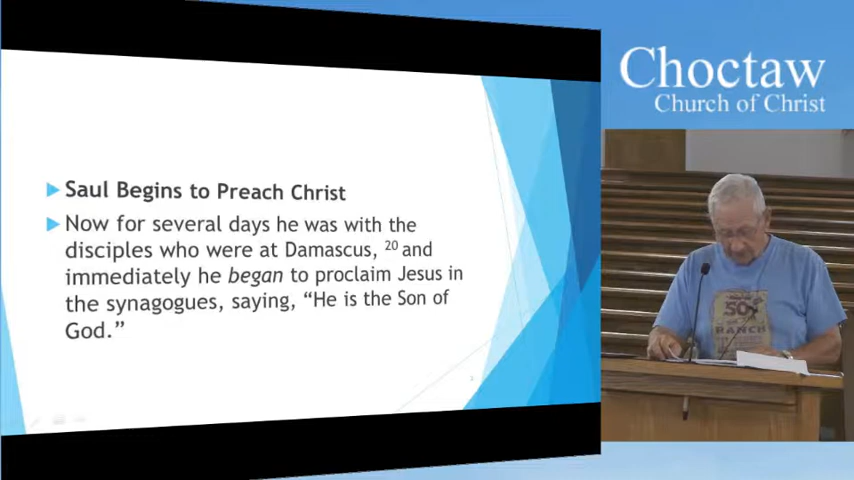 Choctaw
Church of Christ
Saul Begins to Preach Christ
Now for several days he was with the
disciples who were at Damascus, 20 and
immediately he began to proclaim Jesus in
the synagogues, saying, “He is the Son of
God.”
50
RANCH